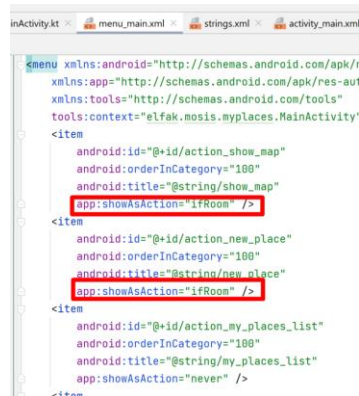 inActivity.kt × menu_main.xml × strings.xml × activity_main.xml
<menu xmlns:android="http://schemas.android.com/apk/r
xmlns:app="http://schemas.android.com/apk/res-aut
xmlns:tools="http://schemas.android.com/tools"
tools:context="elfak.mosis.myplaces.MainActivity"
<item
android:id="@+id/action_show_map"
android:orderInCategory="100"
android:title="@string/show_map"
app:showAsAction="ifRoom" />
<item
android:id="@+id/action_new_place"
android:orderInCategory="100"
android:title="@string/new_place"
app:showAsAction="ifRoom" />
<item
android:id="@+id/action_my_places_list"
android:orderInCategory="100"
android:title="@string/my_places_list"
app:showAsAction="never" />
<item